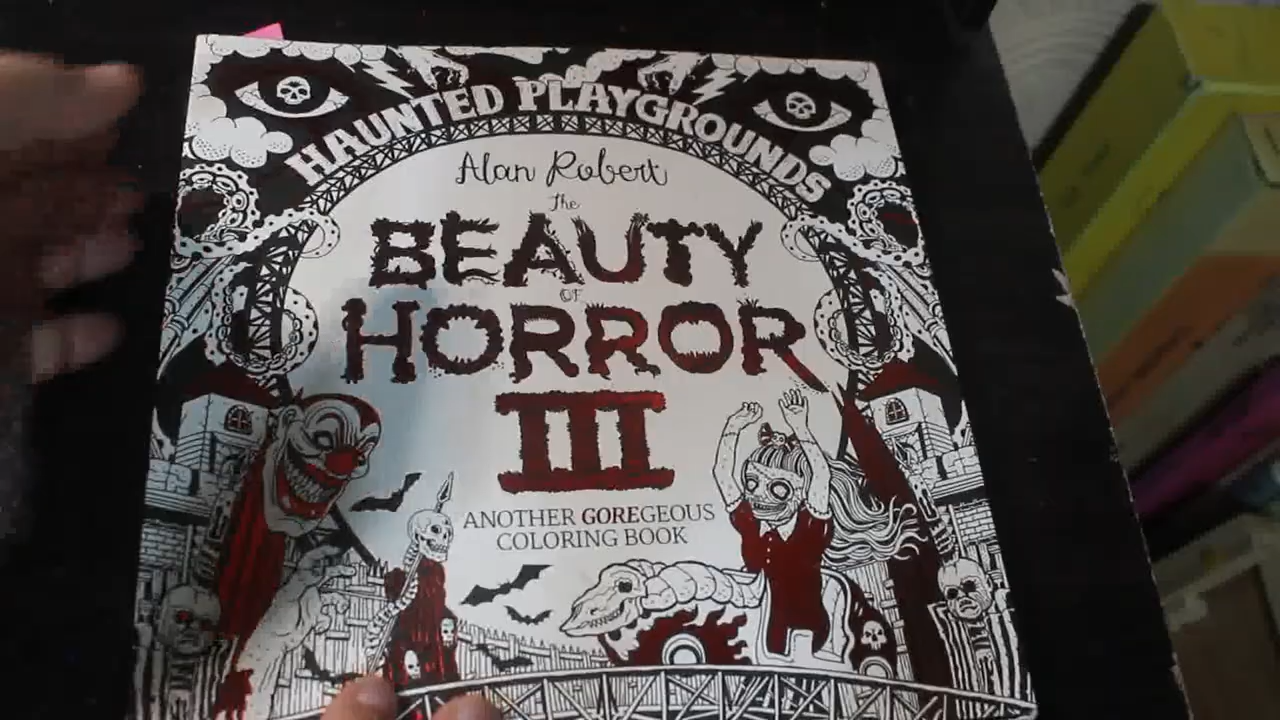 HAUNTED PLAYGROUNDS
Alan Robert
The
BEAUTY
OF
HORROR
III
ANOTHER GOREGEOUS
COLORING BOOK